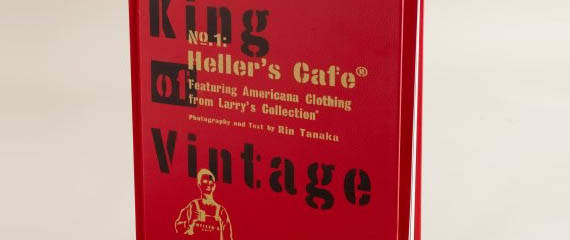 King
No.1:
Heller's Cafe®
of
Featuring Americana Clothing
from Larry's Collection"
Photography and Text by Rin Tanaka
Vintage